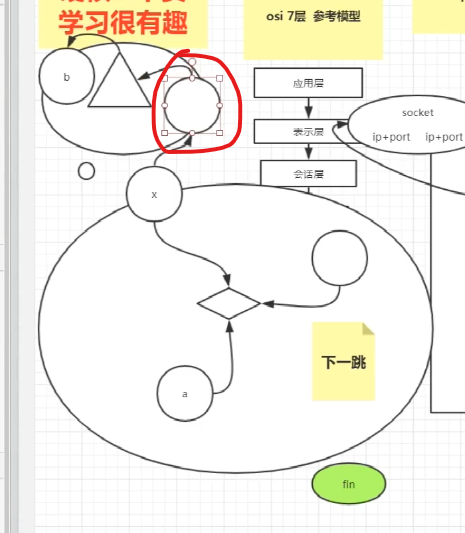 学习很有趣
osi 7层 参考模型
b
应用层
socket
表示层
ip+port ip+port
会话层
x
下一跳
a
fin